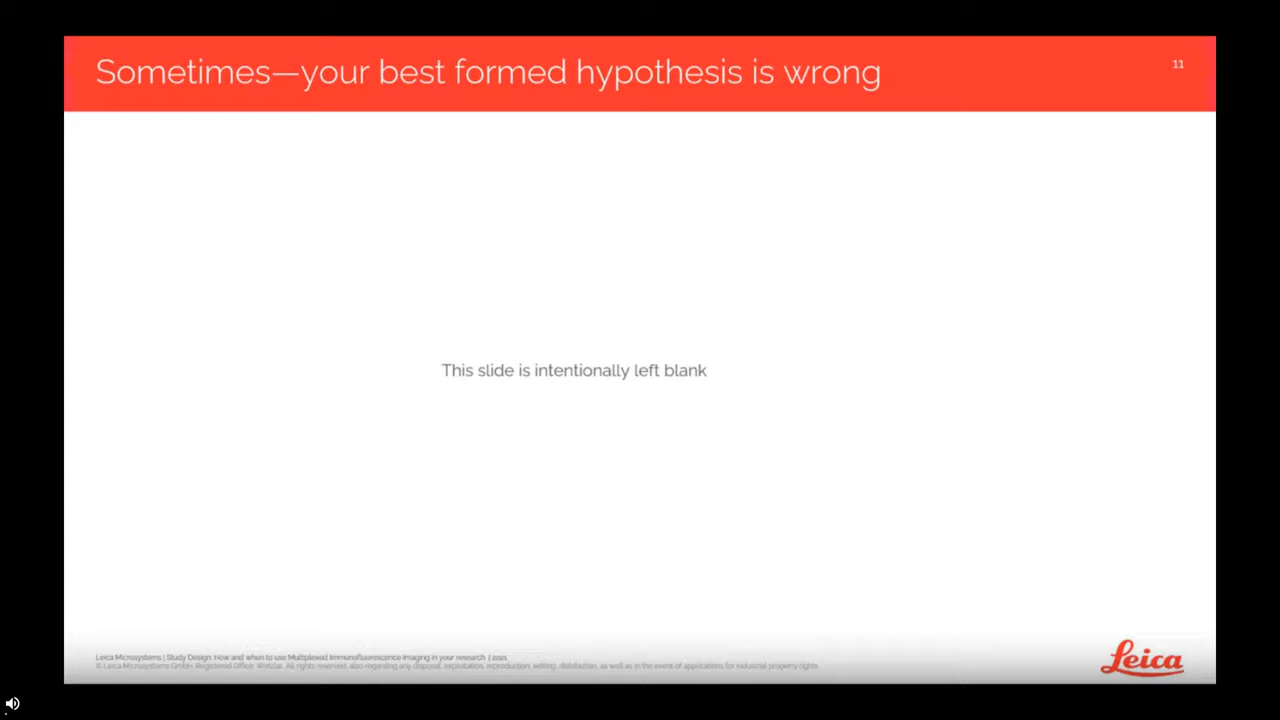 Sometimes—your best formed hypothesis is wrong
11
This slide is intentionally left blank
Leica Microsystems | Study Design: How and when to use Multiplexed Immunofluorescence Imaging in your research | 2021
© Leica Microsystems GmbH. Registered Office: Wetzlar. All rights reserved, also regarding any disposal, exploitation, reproduction, editing, distribution, as well as in the event of applications for industrial property rights.
Leica